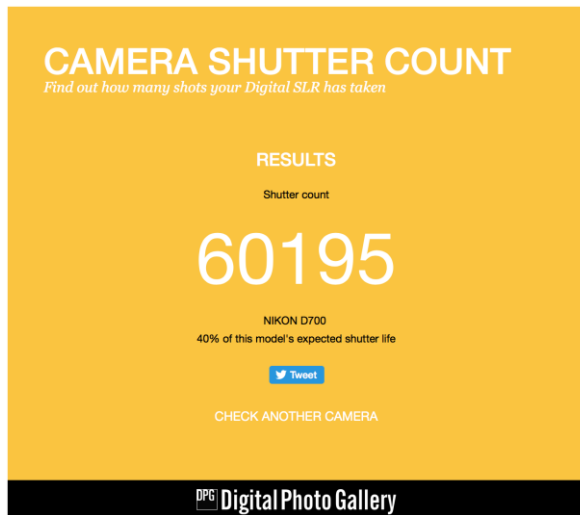 CAMERA SHUTTER COUNT
Find out how many shots your Digital SLR has taken
RESULTS
Shutter count
60195
NIKON D700
40% of this model's expected shutter life
Tweet
CHECK ANOTHER CAMERA
DPG Digital Photo Gallery